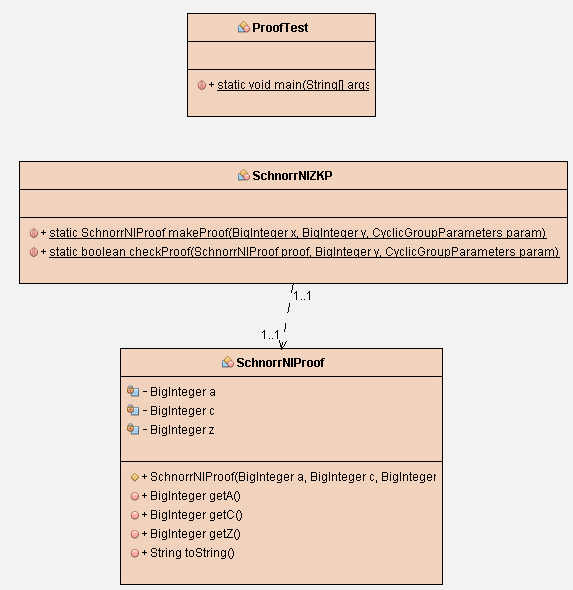 ProofTest
+ static void main(String[] args
SchnorrNIZKP
+ static SchnorrNIProof makeProof(BigInteger x, BigInteger y, CyclicGroupParameters param)
+ static boolean checkProof(SchnorrNIProof proof, BigInteger y, CyclicGroupParameters param)
1..1
1..1
SchnorrNIProof
- BigInteger a
- BigInteger c
- BigInteger z
+ SchnorrNIProof(BigInteger a, BigInteger c, BigInteger
+ BigInteger getA()
+ BigInteger getC()
+ BigInteger getZ()
+ String toString()